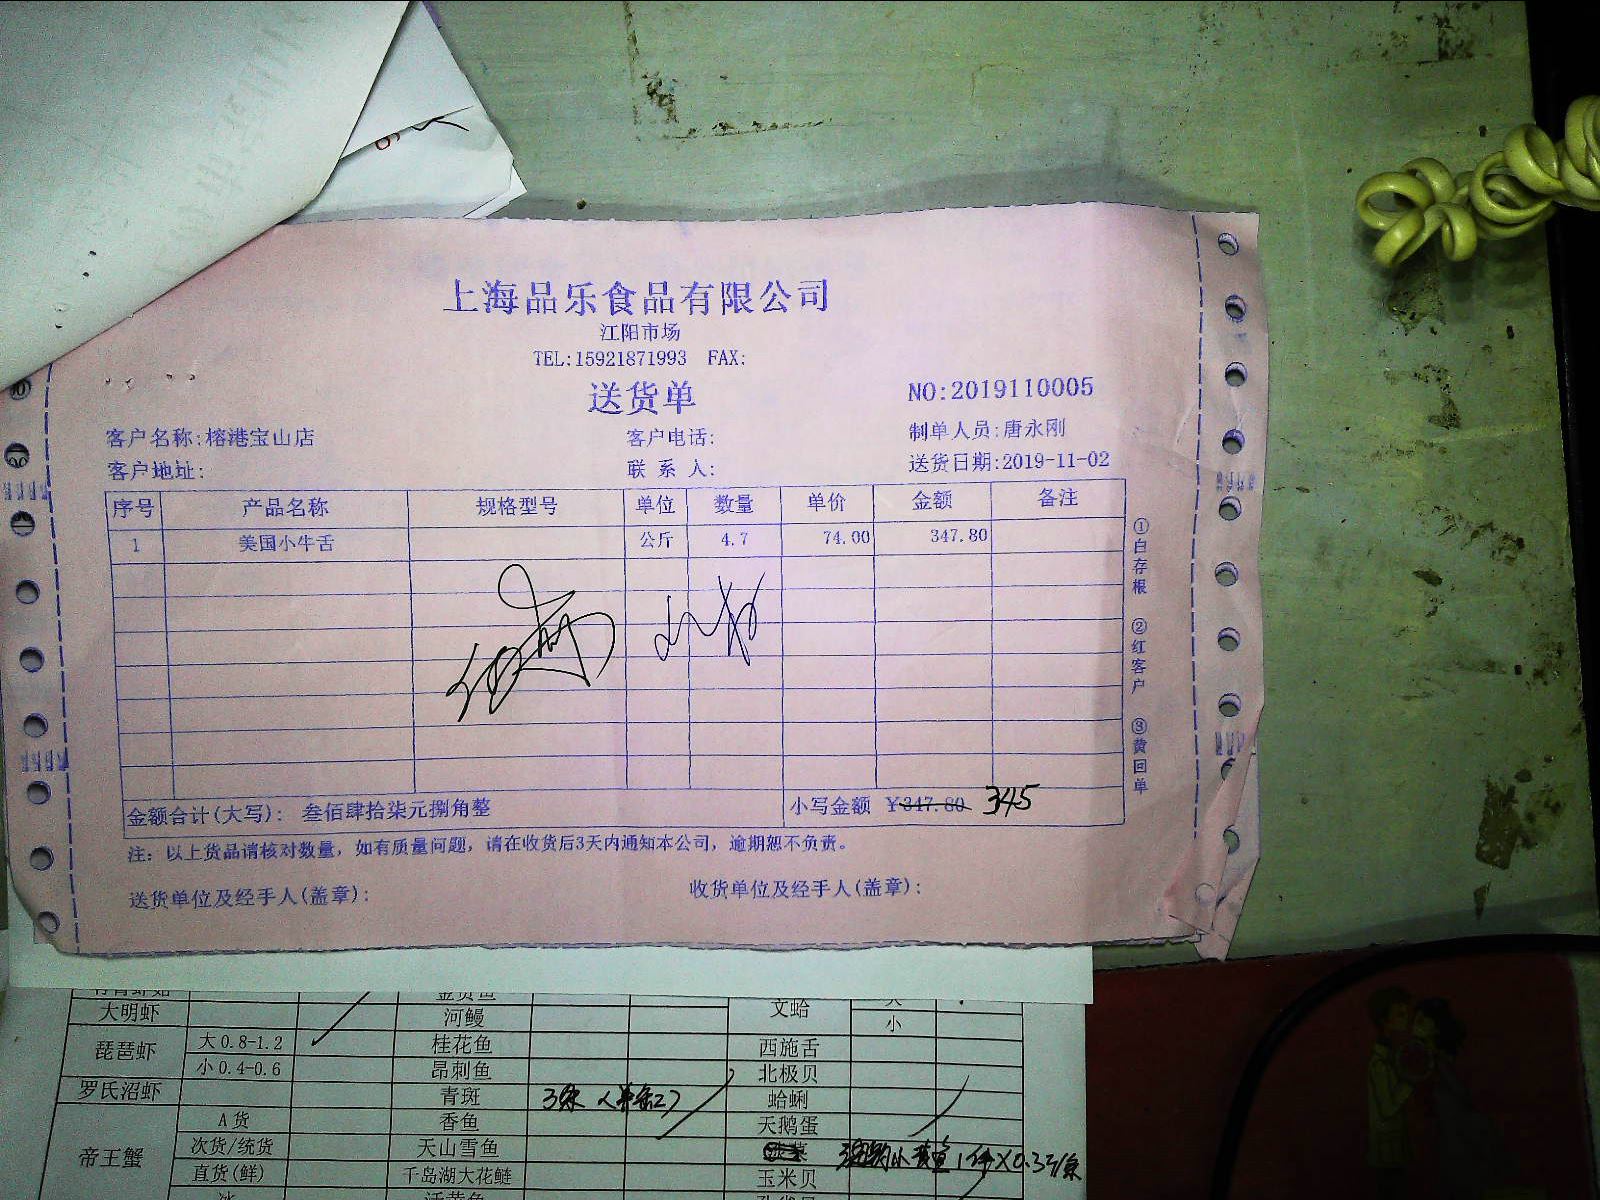 上海品乐食品有限公司
江阳市场
TEL:15921871993 FAX:
送货单
NO:2019110005
客户名称:榕港宝山店 客户电话: 制单人员:唐永刚
客户地址: 联 系 人: 送货日期:2019-11-02
序号 产品名称 规格型号 单位 数量 单价 金额 备注
1 美国小牛舌 公斤 4.7 74.00 347.80
①白存根 ②红客户 ③黄回单
金额合计(大写): 叁佰肆拾柒元捌角整 小写金额 ¥347.80 345
注: 以上货品请核对数量, 如有质量问题, 请在收货后3天内通知本公司, 逾期恕不负责。
送货单位及经手人(盖章): 收货单位及经手人(盖章):
大明虾 河鳗 文蛤 大
小
琵琶虾 大0.8-1.2 桂花鱼 西施舌
小0.4-0.6 昂刺鱼 北极贝
罗氏沼虾 青斑 3条 蛤蜊
帝王蟹 A货 香鱼 天鹅蛋
次货/统货 天山雪鱼
直货(鲜) 千岛湖大花鲢 玉米贝